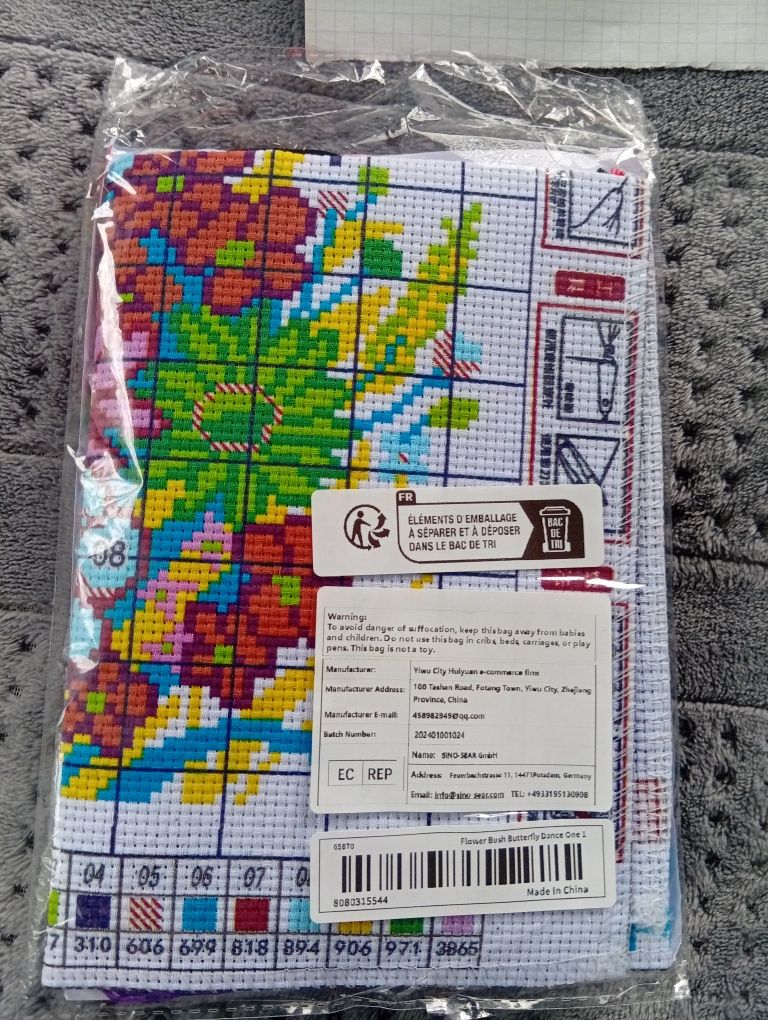 FR
ÉLÉMENTS D'EMBALLAGE
À SÉPARER ET À DÉPOSER
DANS LE BAC DE TRI
BAC
DE
TRI
08
Warning:
To avoid danger of suffocation, keep this bag away from babies
and children. Do not use this bag in cribs, beds, carriages, or play
pens. This bag is not a toy.
Manufacturer: Yiwu City Huiyuan e-commerce firm
Manufacturer Address: 100 Tashan Road, Fotang Town, Yiwu City, Zhejiang
Province, China
Manufacturer E-mail: 458982949@qq.com
Batch Number: 202401001024
EC REP
Name: SINO-SEAR GmbH
Address: Feuerbachstrasse 11, 14471Potsdam, Germany
Email: info@sino-sear.com TEL: +4933195130908
65870 Flower Bush Butterfly Dance One 1
8080315544 Made In China
04 05 06 07
310 606 699 818 894 906 971 3865